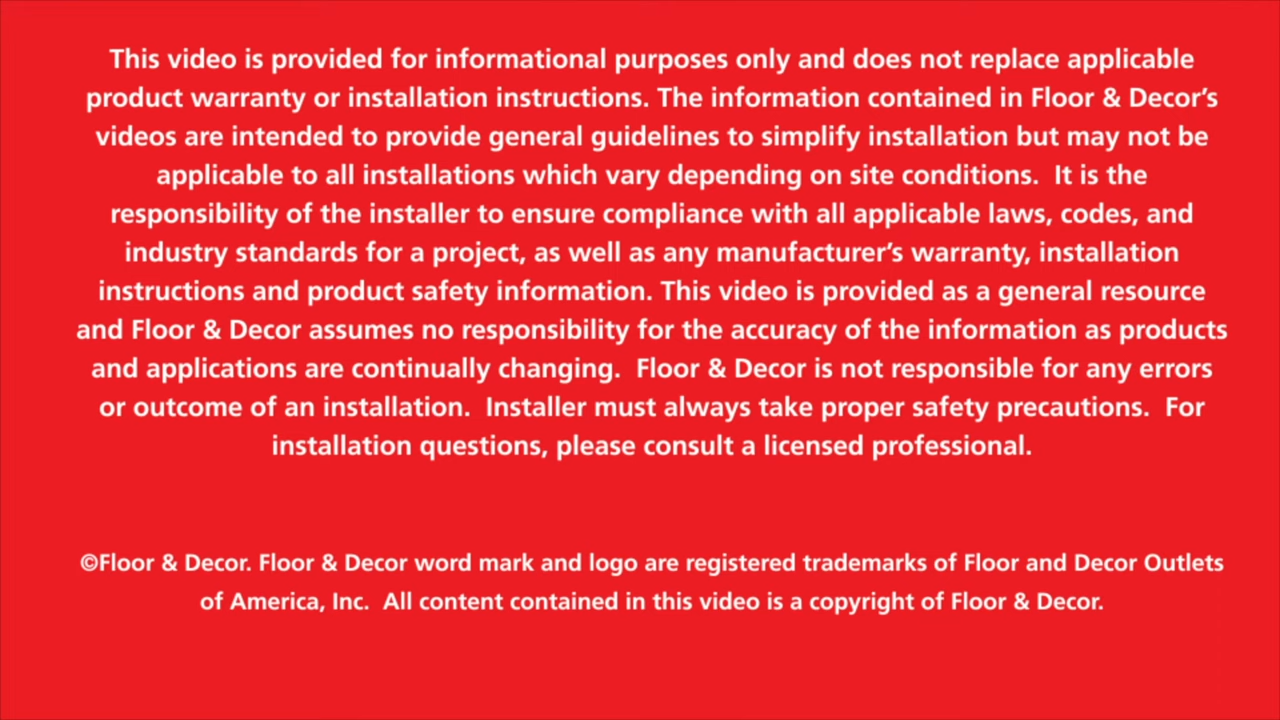 This video is provided for informational purposes only and does not replace applicable
product warranty or installation instructions. The information contained in Floor & Decor’s
videos are intended to provide general guidelines to simplify installation but may not be
applicable to all installations which vary depending on site conditions.  It is the
responsibility of the installer to ensure compliance with all applicable laws, codes, and
industry standards for a project, as well as any manufacturer’s warranty, installation
instructions and product safety information. This video is provided as a general resource
and Floor & Decor assumes no responsibility for the accuracy of the information as products
and applications are continually changing.  Floor & Decor is not responsible for any errors
or outcome of an installation.  Installer must always take proper safety precautions.  For
installation questions, please consult a licensed professional.
©Floor & Decor. Floor & Decor word mark and logo are registered trademarks of Floor and Decor Outlets
of America, Inc.  All content contained in this video is a copyright of Floor & Decor.